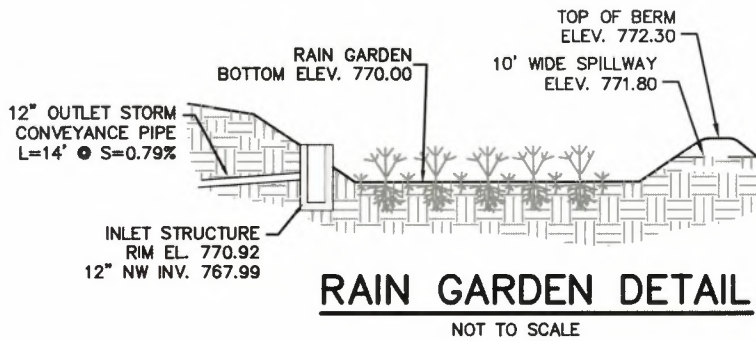 TOP OF BERM
ELEV. 772.30
10' WIDE SPILLWAY
ELEV. 771.80
RAIN GARDEN
BOTTOM ELEV. 770.00
12" OUTLET STORM
CONVEYANCE PIPE
L=14' @ S=0.79%
INLET STRUCTURE
RIM EL. 770.92
12" NW INV. 767.99
RAIN GARDEN DETAIL
NOT TO SCALE